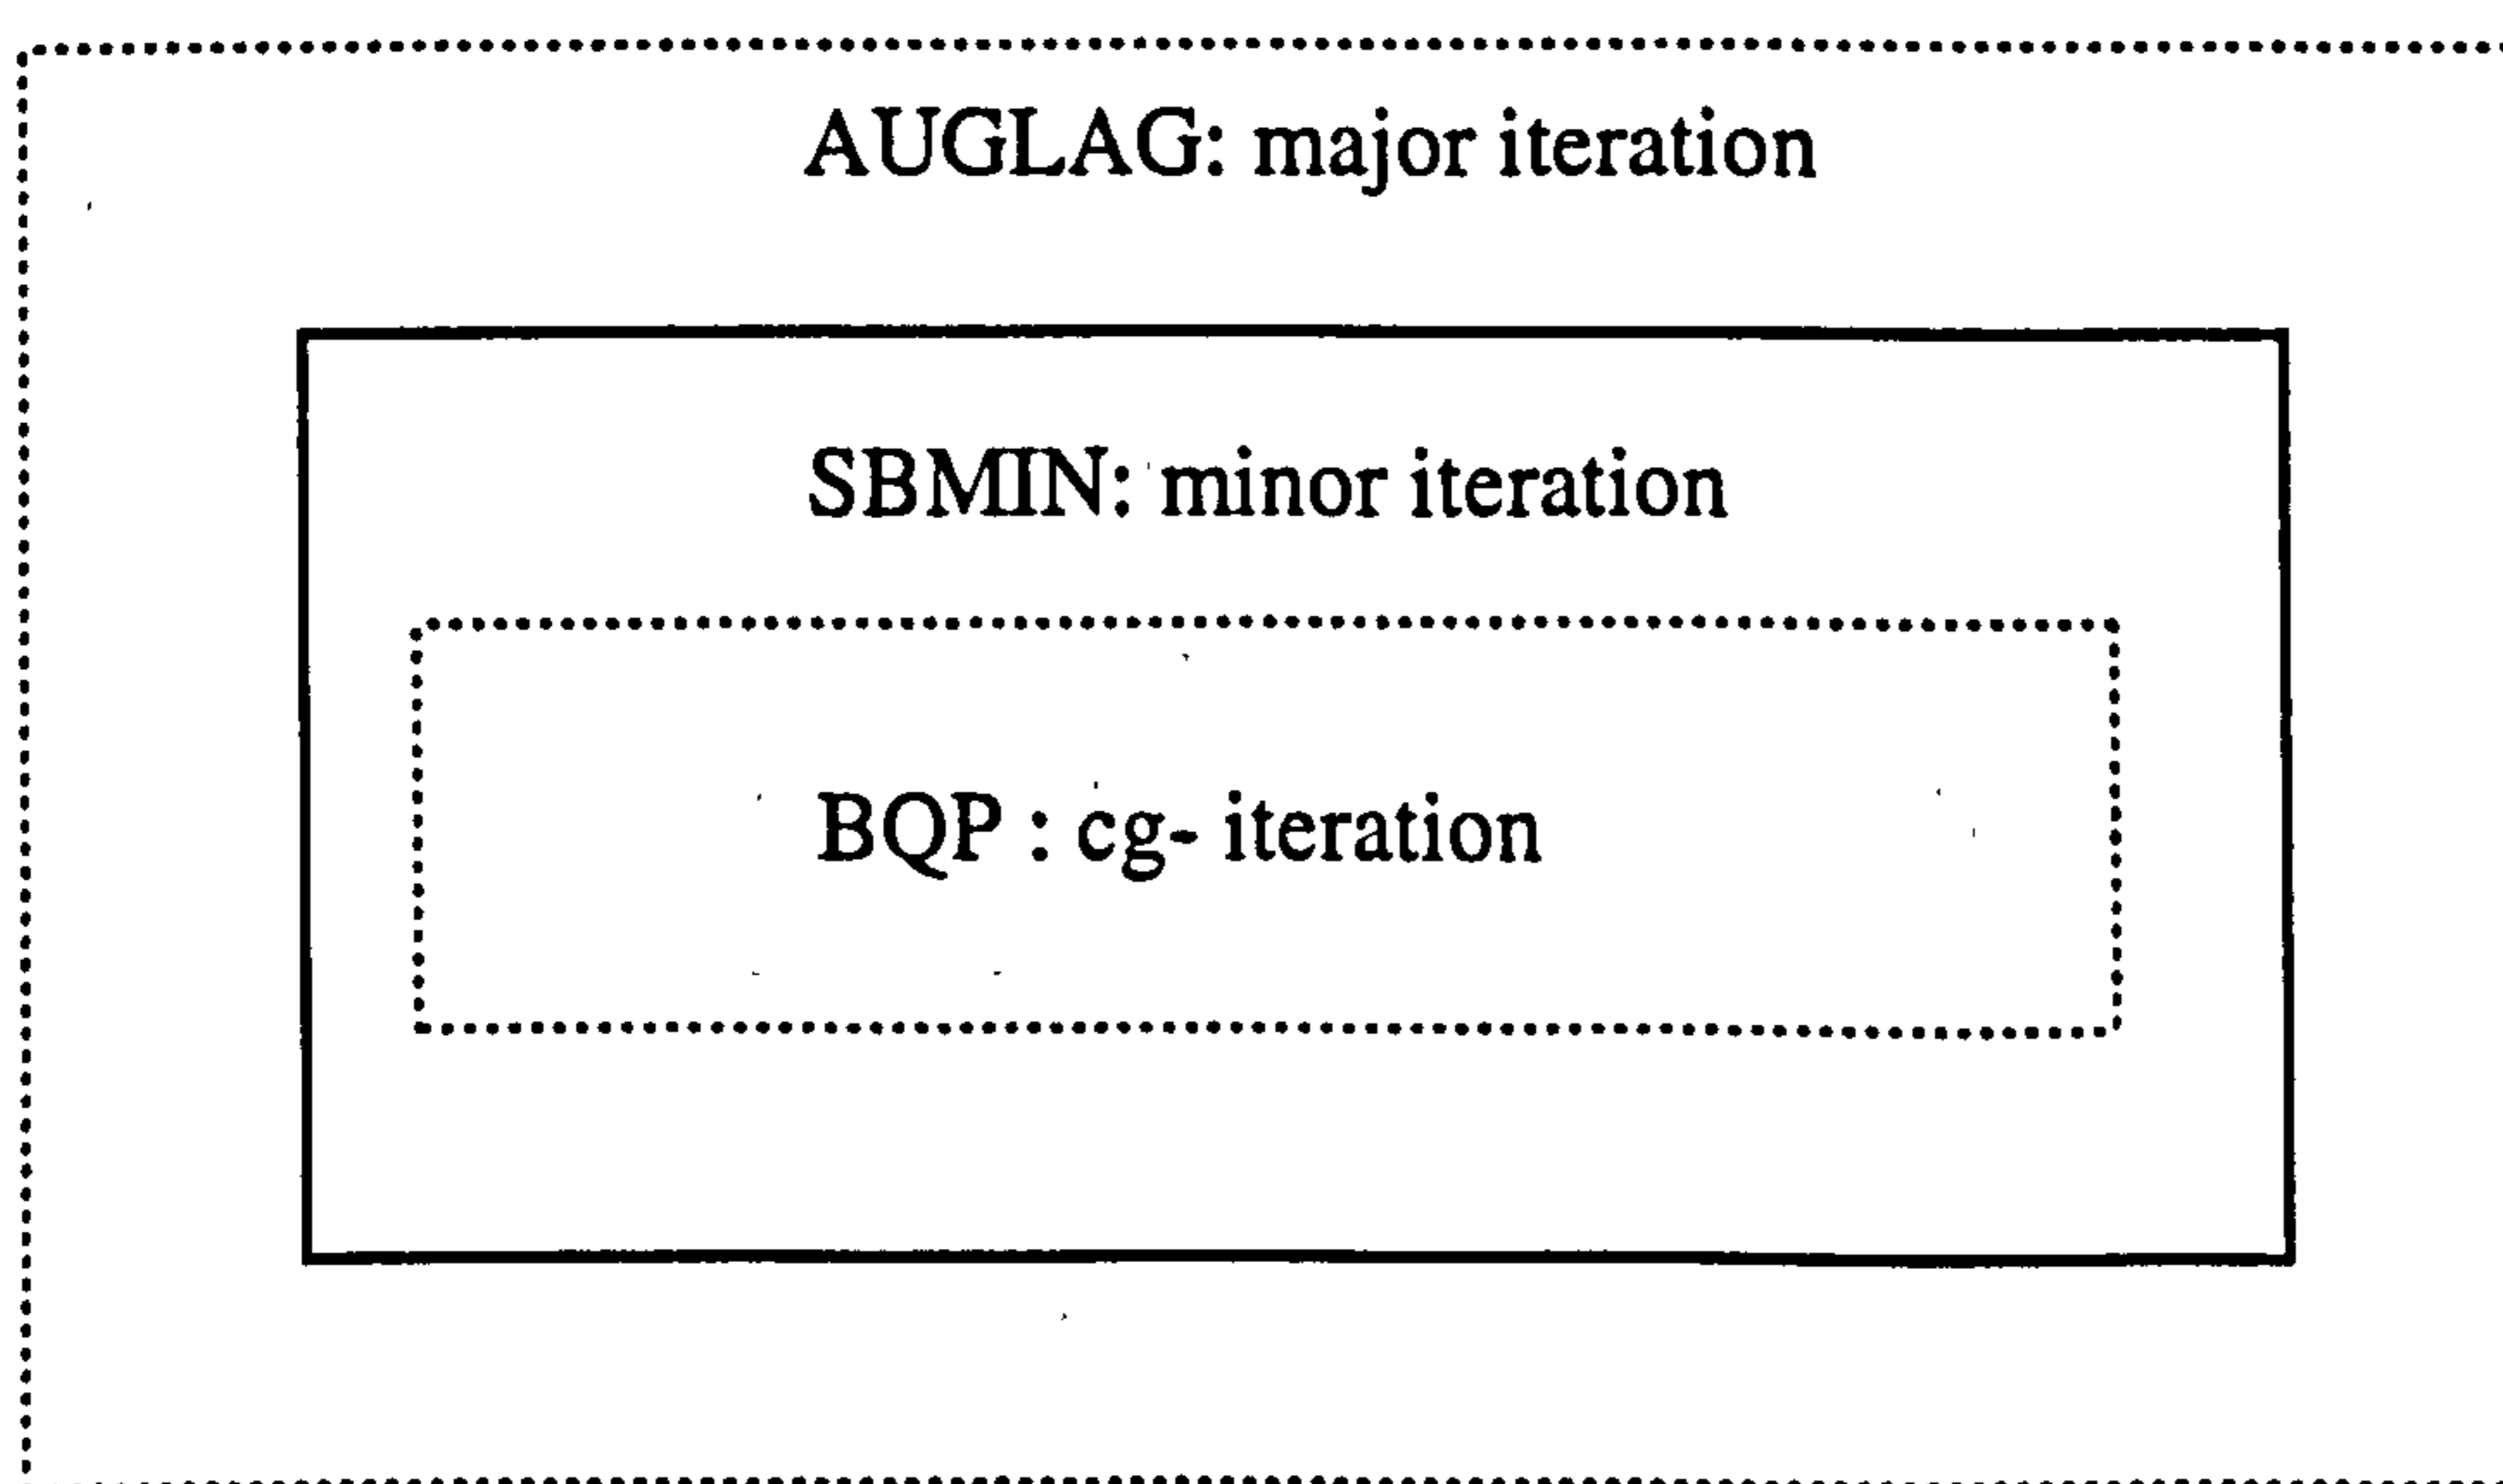 AUGLAG: major iteration
SBMIN: minor iteration
BQP : cg- iteration